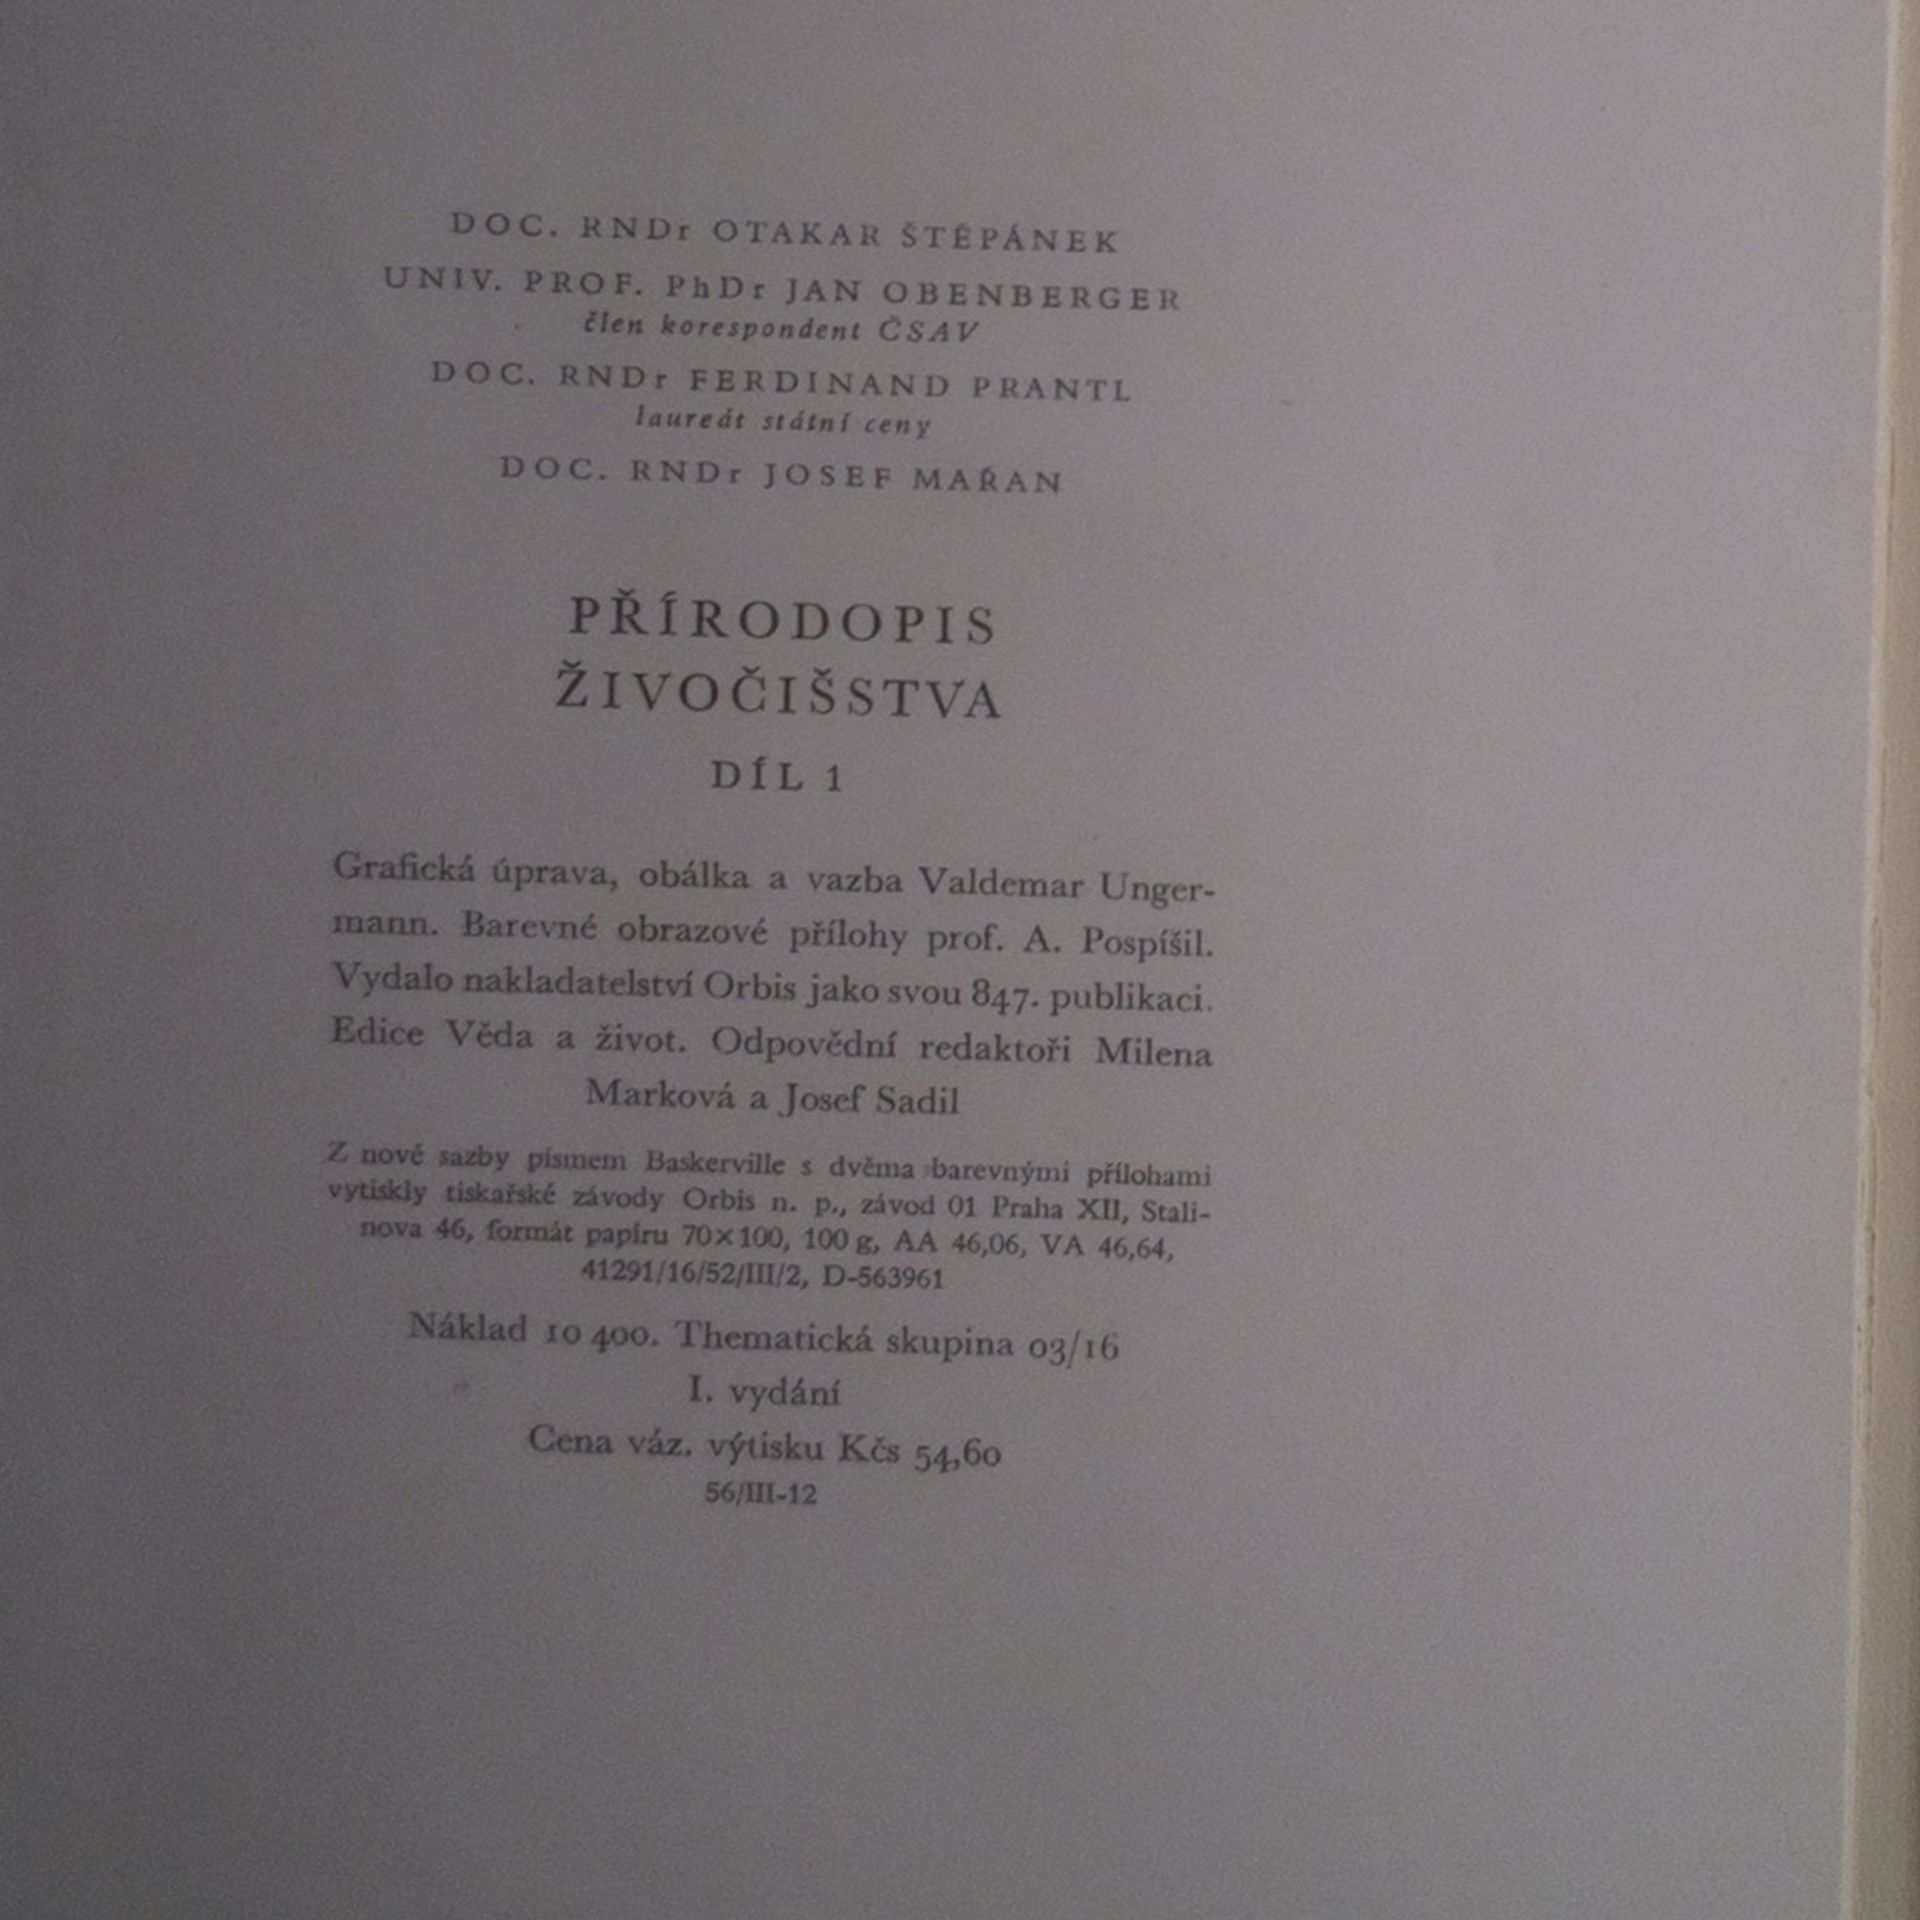 DOC. RNDr OTAKAR ŠTĚPÁNEK
UNIV. PROF. PhDr JAN OBENBERGER
člen korespondent ČSAV
DOC. RNDr FERDINAND PRANTL
laureát státní ceny
DOC. RNDr JOSEF MAŘAN
PŘÍRODOPIS
ŽIVOČIŠSTVA
DÍL 1
Grafická úprava, obálka a vazba Valdemar Unger-
mann. Barevné obrazové přílohy prof. A. Pospíšil.
Vydalo nakladatelství Orbis jako svou 847. publikaci.
Edice Věda a život. Odpovědní redaktoři Milena
Marková a Josef Sadil
Z nové sazby písmem Baskerville s dvěma barevnými přílohami
vytiskly tiskařské závody Orbis n. p., závod 01 Praha XII, Stali-
nova 46, formát papíru 70×100, 100 g, AA 46,06, VA 46,64,
41291/16/52/III/2, D-563961
Náklad 10 400. Thematická skupina 03/16
I. vydání
Cena váz. výtisku Kčs 54,60
56/III-12